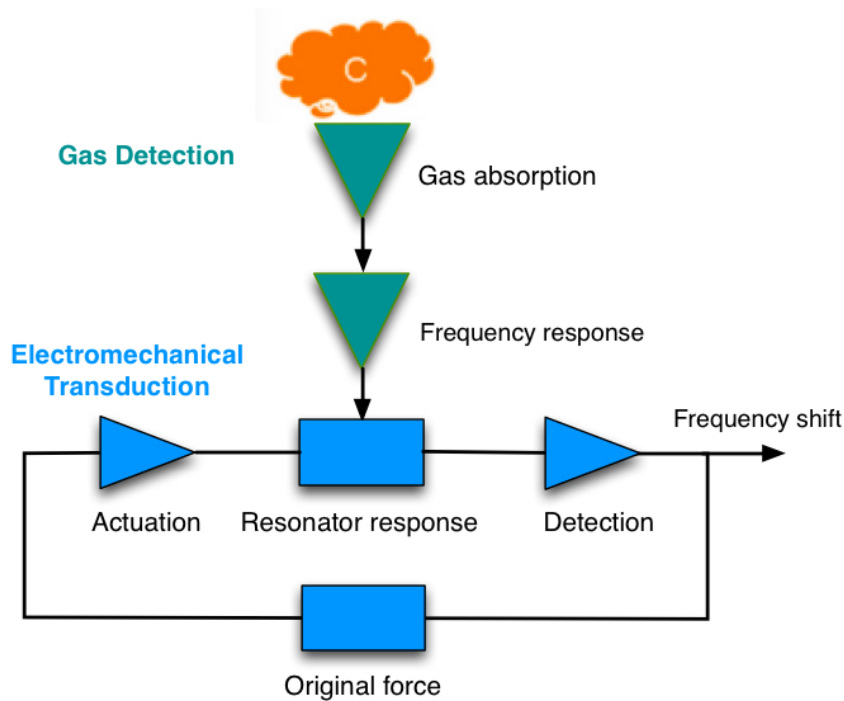 C
Gas Detection
Gas absorption
Frequency response
Electromechanical
Transduction
Frequency shift
Actuation
Resonator response
Detection
Original force